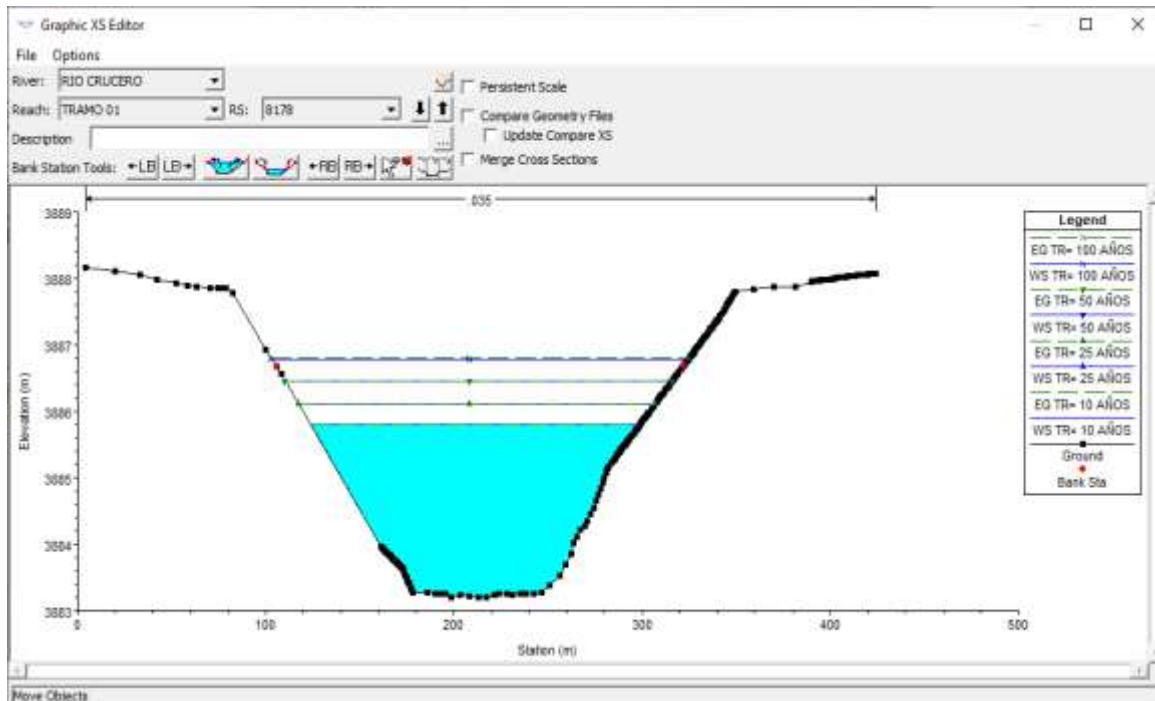 Graphic XS Editor
File Options
River: RIO CRUCERO
Persistent Scale
Reach: TRAMO 01 RS: 8178
Compare Geometry Files
Update Compare XS
Description ...
Merge Cross Sections
Bank Station Tools: LB LB RB RB
.035
3889
3888
3887
3886
3885
3884
3883
Elevation (m)
0 100 200 300 400 500
Station (m)
Legend
EG TR= 100 AÑOS
WS TR= 100 AÑOS
EG TR= 50 AÑOS
WS TR= 50 AÑOS
EG TR= 25 AÑOS
WS TR= 25 AÑOS
EG TR= 10 AÑOS
WS TR= 10 AÑOS
Ground
Bank Sta
Move Objects